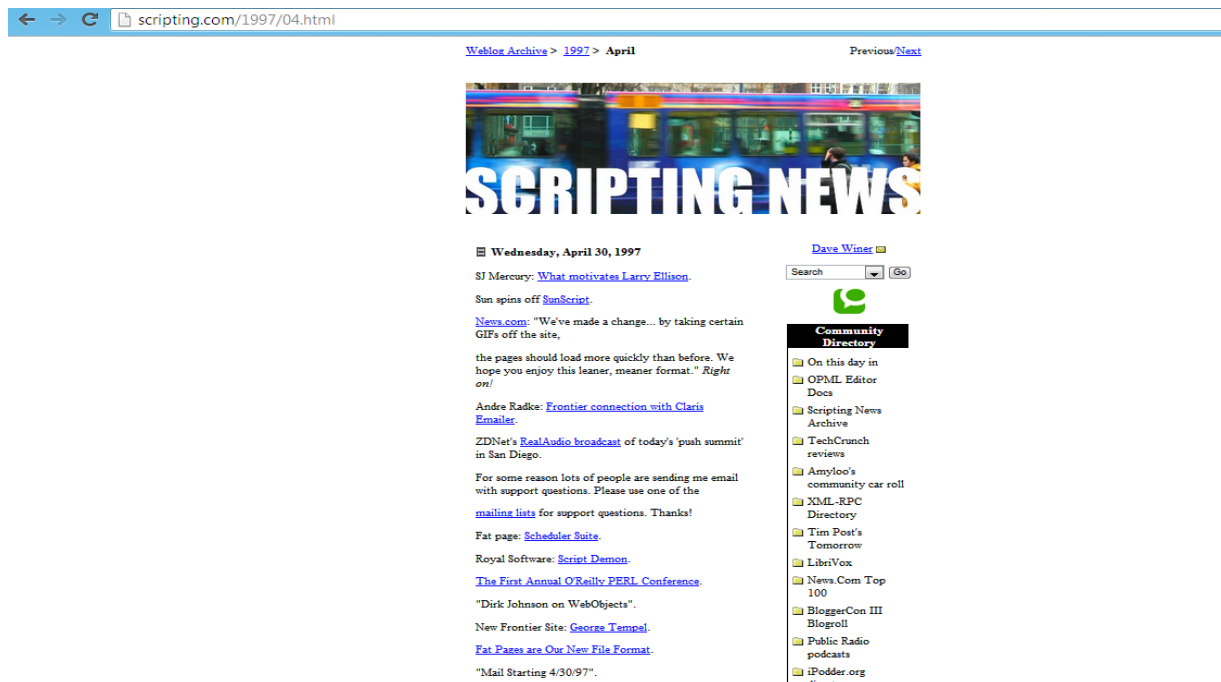 scripting.com/1997/04.html
Weblog Archive > 1997 > April
Previous/Next
SCRIPTING NEWS
Wednesday, April 30, 1997
SJ Mercury: What motivates Larry Ellison.
Sun spins off SunScript.
News.com: "We've made a change... by taking certain
GIFs off the site,
the pages should load more quickly than before. We
hope you enjoy this leaner, meaner format." Right
on!
Andre Radke: Frontier connection with Claris
Emailer.
ZDNet's RealAudio broadcast of today's 'push summit'
in San Diego.
For some reason lots of people are sending me email
with support questions. Please use one of the
mailing lists for support questions. Thanks!
Fat page: Scheduler Suite.
Royal Software: Script Demon.
The First Annual O'Reilly PERL Conference.
"Dirk Johnson on WebObjects".
New Frontier Site: George Tempel.
Fat Pages are Our New File Format.
"Mail Starting 4/30/97".
Dave Winer
Search
Go
Community
Directory
On this day in
OPML Editor
Docs
Scripting News
Archive
TechCrunch
reviews
Amyloo's
community car roll
XML-RPC
Directory
Tim Post's
Tomorrow
LibriVox
News.Com Top
100
BloggerCon III
Blogroll
Public Radio
podcasts
iPodder.org